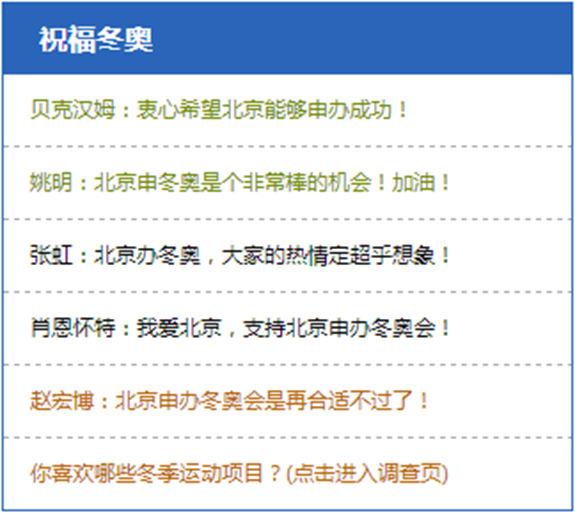 祝福冬奥
贝克汉姆：衷心希望北京能够申办成功！
姚明：北京申冬奥是个非常棒的机会！加油！
张虹：北京办冬奥，大家的热情定超乎想象！
肖恩怀特：我爱北京，支持北京申办冬奥会！
赵宏博：北京申办冬奥会是再合适不过了！
你喜欢哪些冬季运动项目？(点击进入调查页)